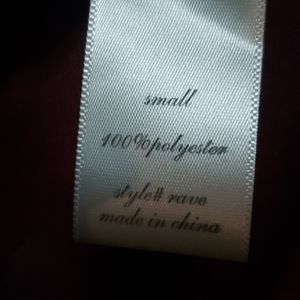 small
100%polyester
style# rave
made in china